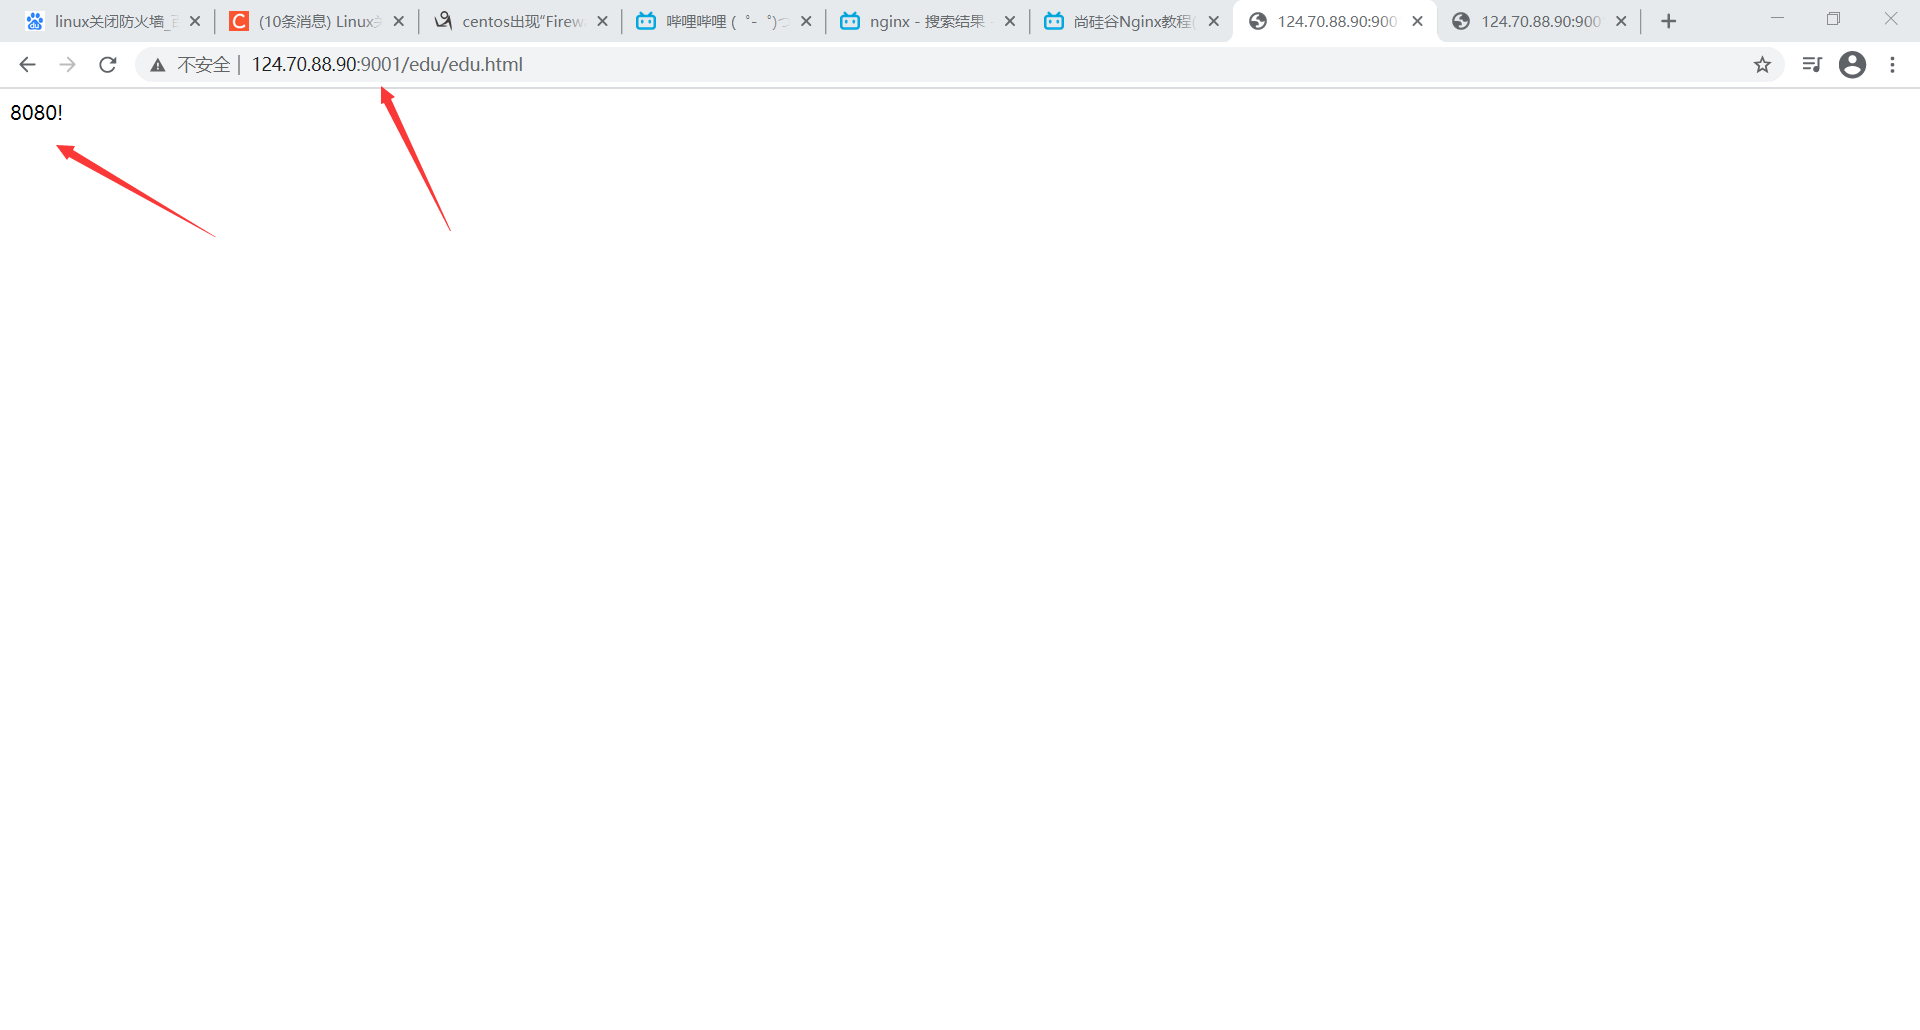 linux关闭防火墙_
(10条消息) Linux
centos出现“Firew
哔哩哔哩 ( ゜- ゜)つ
nginx - 搜索结果
尚硅谷Nginx教程(
124.70.88.90:900
124.70.88.90:900
不安全 | 124.70.88.90:9001/edu/edu.html
8080!